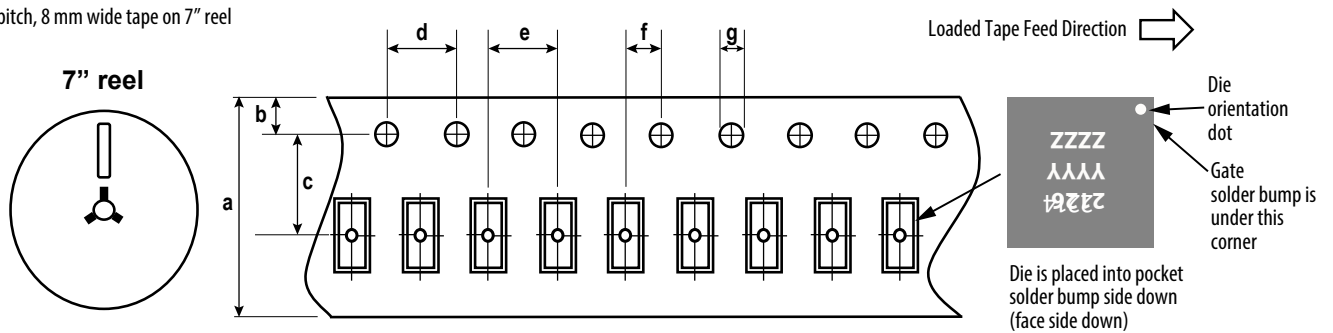 pitch, 8 mm wide tape on 7” reel
Loaded Tape Feed Direction
7” reel
a
b
c
d
e
f
g
Die
orientation
dot
Gate
solder bump is
under this
corner
ZZZZ
YYYY
Die is placed into pocket
solder bump side down
(face side down)